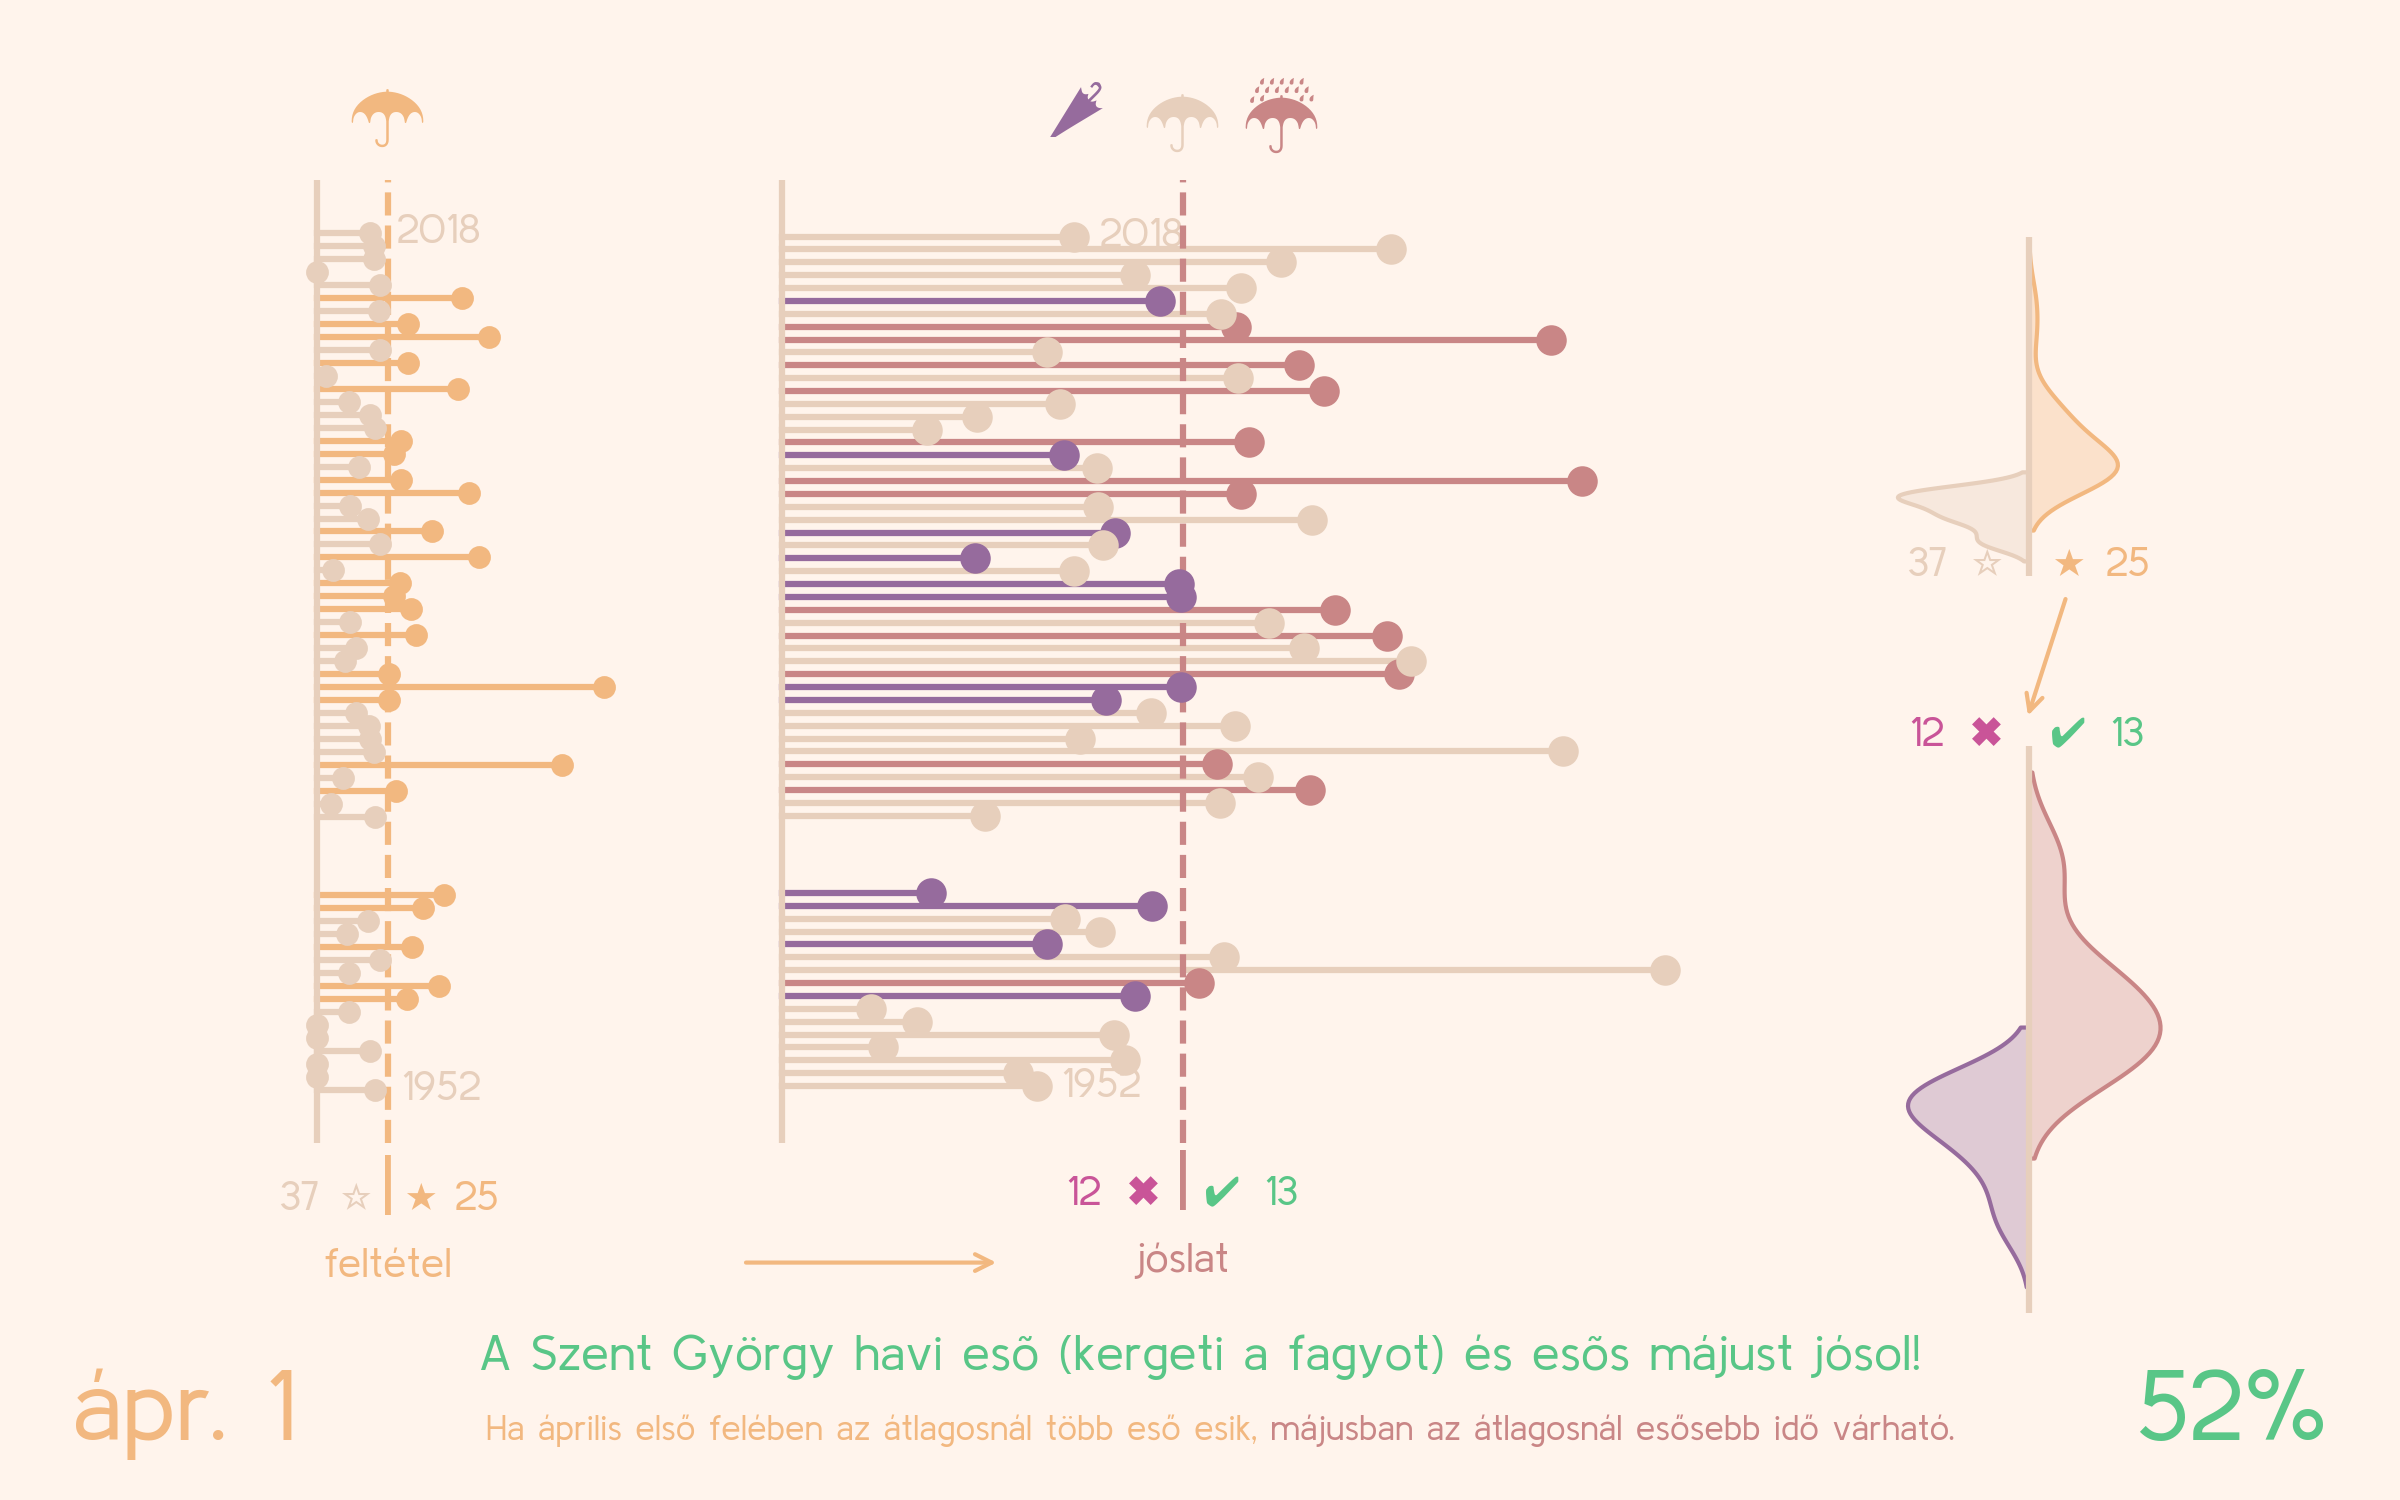 2018
2018
37 ☆ ★ 25
12 ✖ ✔ 13
1952
1952
37 ☆ ★ 25
12 ✖ ✔ 13
feltétel
jóslat
A Szent György havi esõ (kergeti a fagyot) és esõs májust jósol!
ápr. 1
52%
Ha április első felében az átlagosnál több eső esik, májusban az átlagosnál esősebb idő várható.